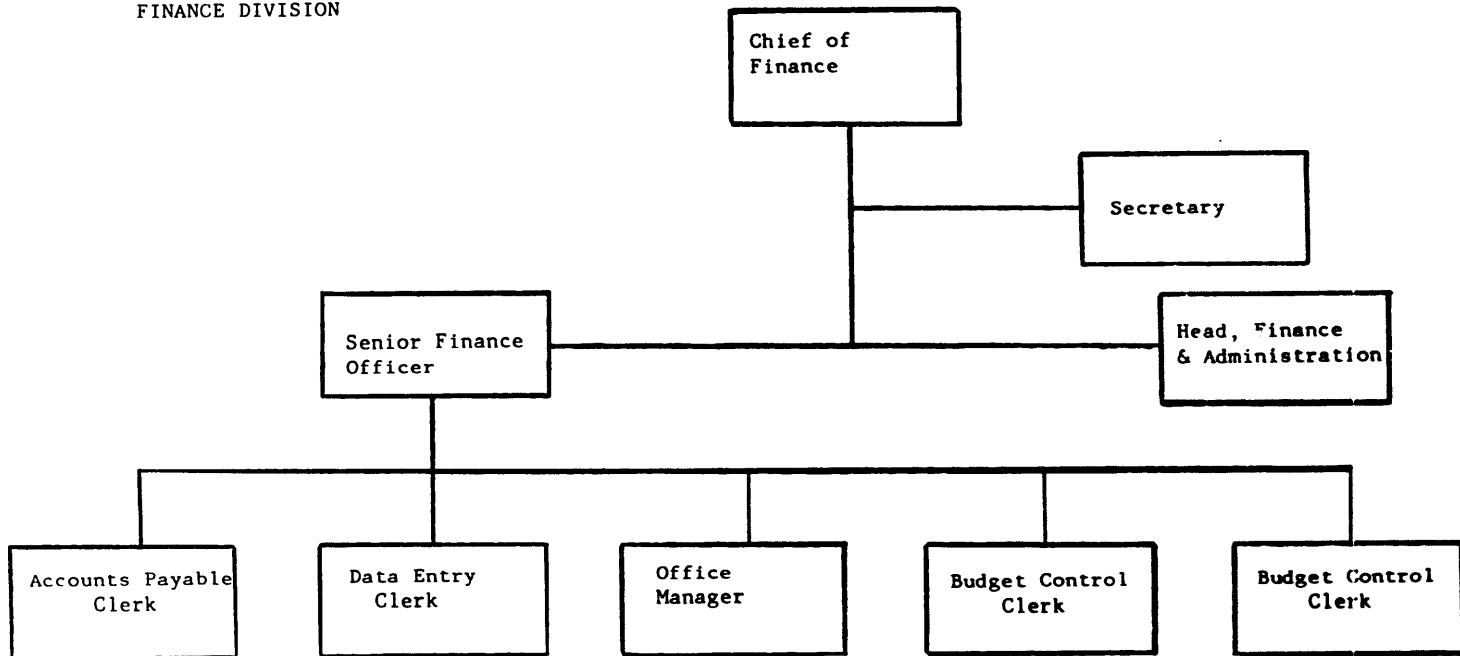 FINANCE DIVISION
Chief of
Finance
Secretary
Senior Finance
Officer
Head, Finance
& Administration
Accounts Payable
Clerk
Data Entry
Clerk
Office
Manager
Budget Control
Clerk
Budget Control
Clerk